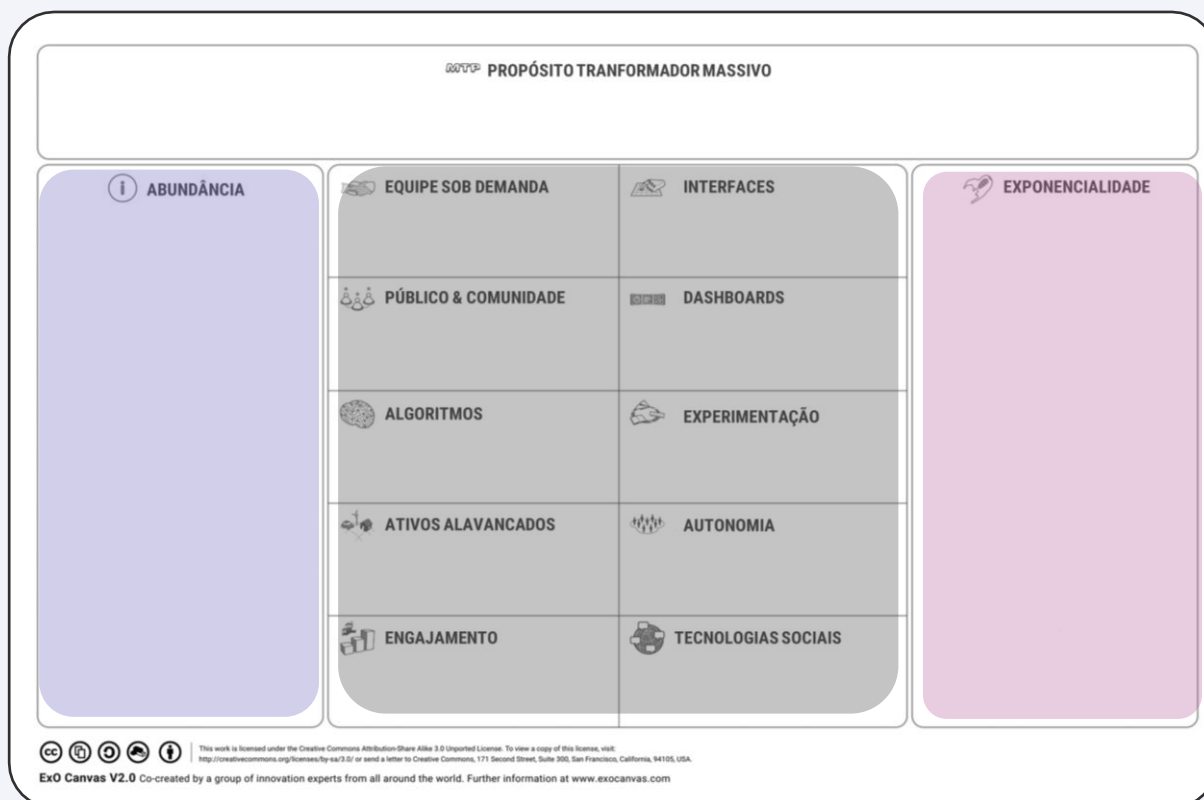 MTP PROPÓSITO TRANFORMADOR MASSIVO
ABUNDÂNCIA
EQUIPE SOB DEMANDA
INTERFACES
EXPONENCIALIDADE
PÚBLICO & COMUNIDADE
DASHBOARDS
ALGORITMOS
EXPERIMENTAÇÃO
ATIVOS ALAVANCADOS
AUTONOMIA
ENGAJAMENTO
TECNOLOGIAS SOCIAIS
This work is licensed under the Creative Commons Attribution-Share Alike 3.0 Unported License. To view a copy of this license, visit:
http://creativecommons.org/licenses/by-sa/3.0/ or send a letter to Creative Commons, 171 Second Street, Suite 300, San Francisco, California, 94105, USA.
ExO Canvas V2.0 Co-created by a group of innovation experts from all around the world. Further information at www.exocanvas.com